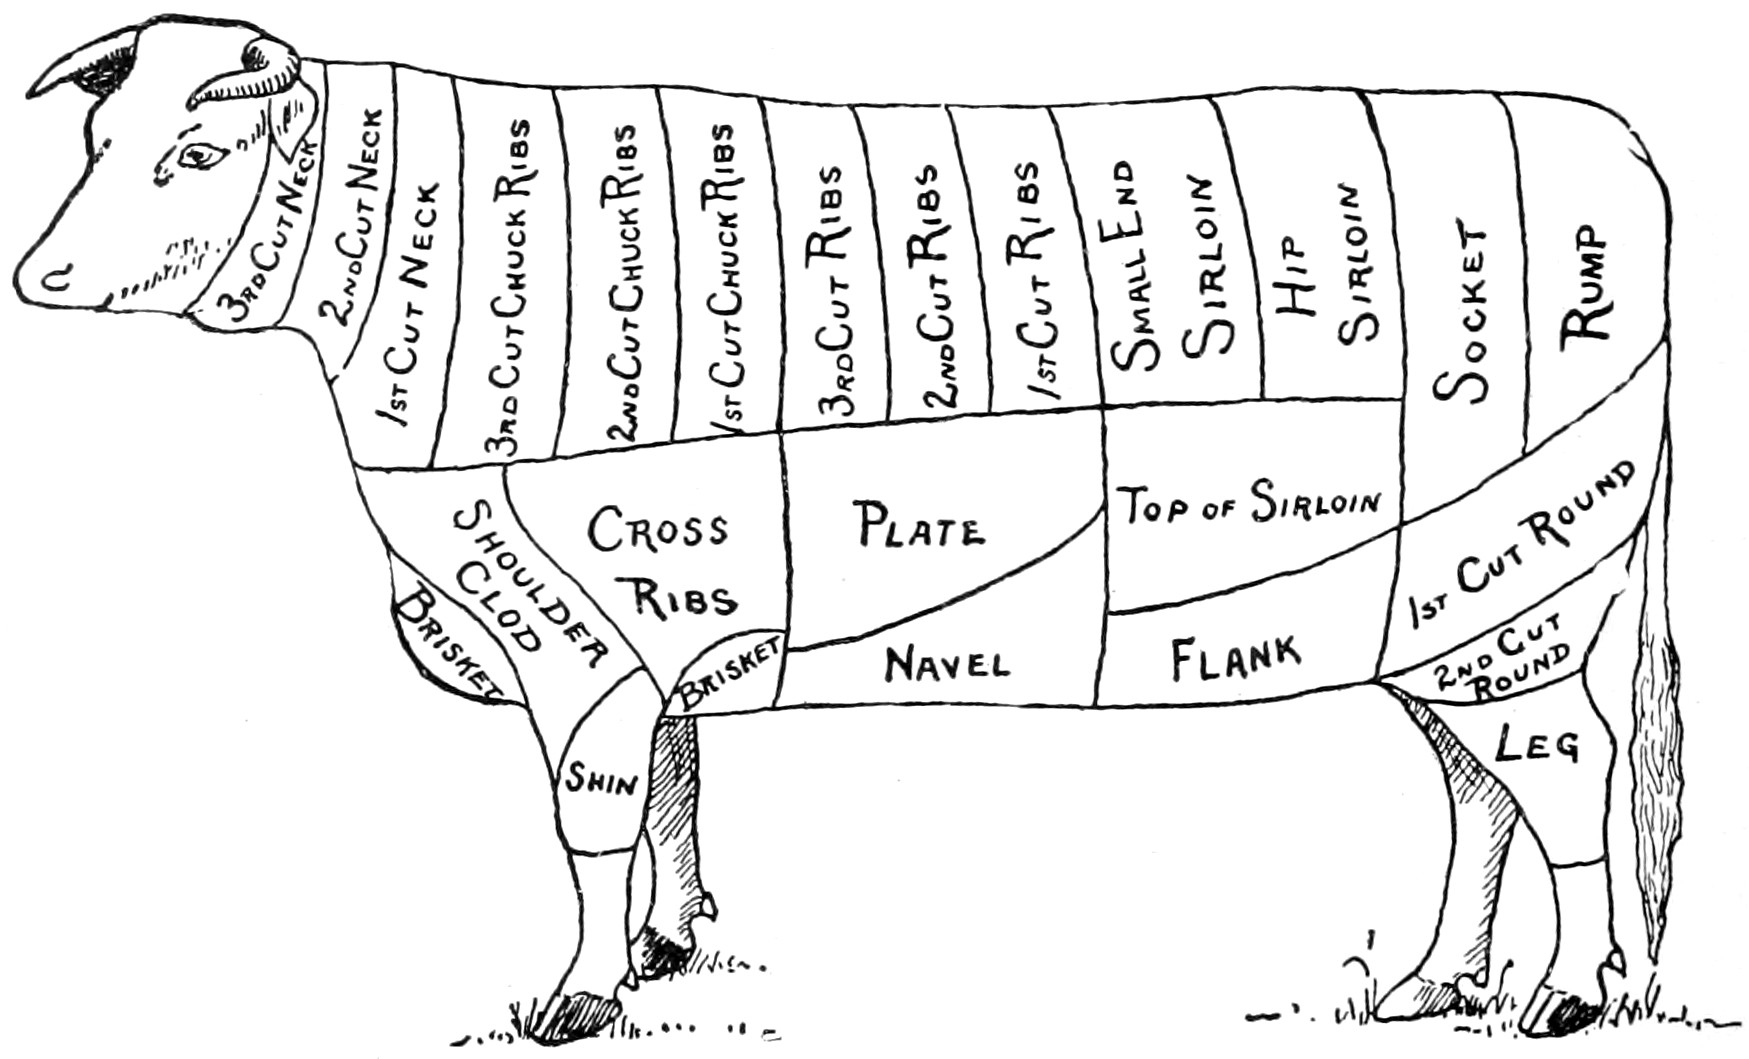 3RD CUT NECK
2ND CUT NECK
1ST CUT NECK
3RD CUT CHUCK RIBS
2ND CUT CHUCK RIBS
1ST CUT CHUCK RIBS
3RD CUT RIBS
2ND CUT RIBS
1ST CUT RIBS
SMALL END
SIRLOIN
HIP
SIRLOIN
SOCKET
RUMP
SHOULDER
CLOD
CROSS
RIBS
PLATE
TOP OF SIRLOIN
1ST CUT ROUND
BRISKET
BRISKET
NAVEL
FLANK
2ND CUT
ROUND
SHIN
LEG